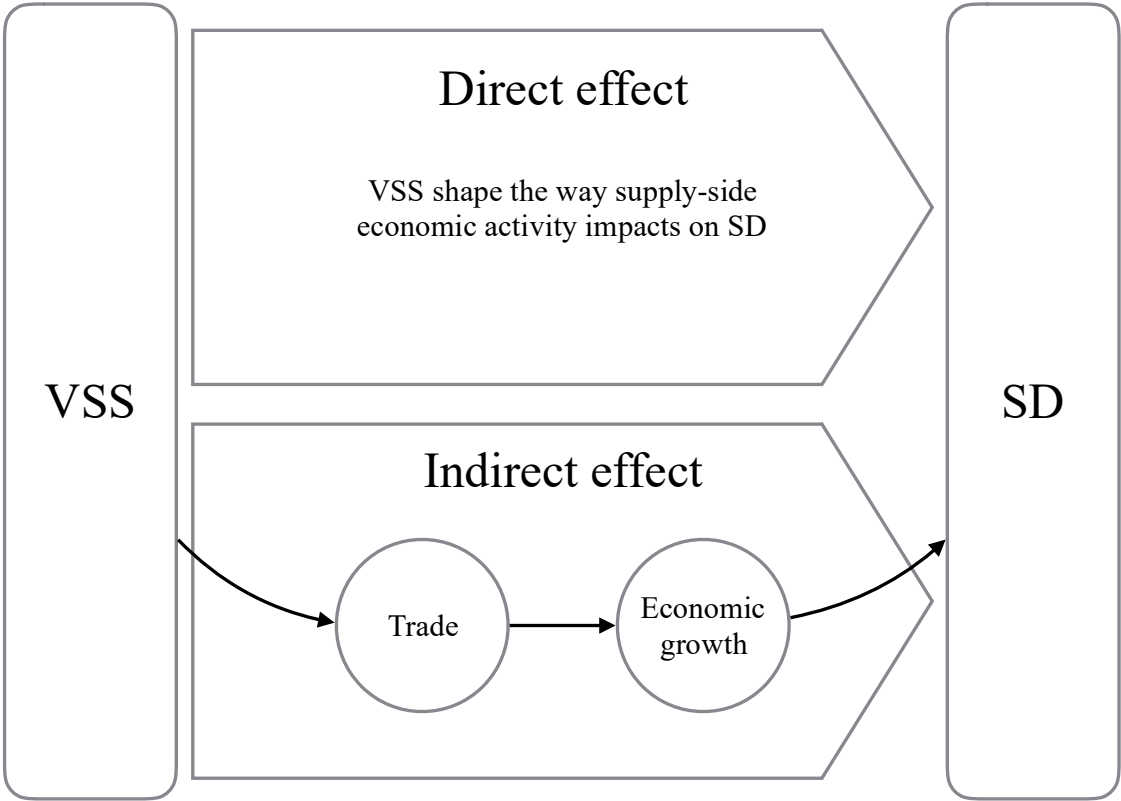 VSS
Direct effect
VSS shape the way supply-side
economic activity impacts on SD
Indirect effect
Trade
Economic
growth
SD